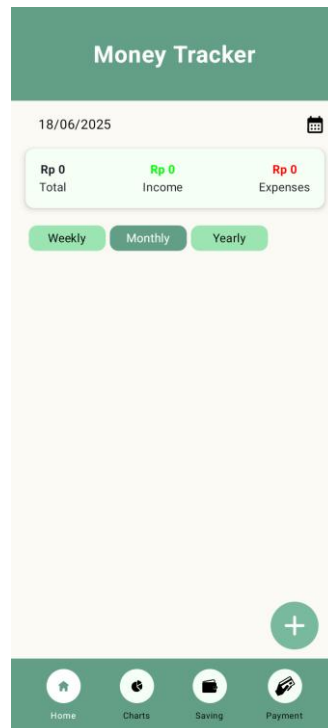 Money Tracker
18/06/2025
Rp 0 Rp 0 Rp 0
Total Income Expenses
Weekly Monthly Yearly
Home Charts Saving Payment